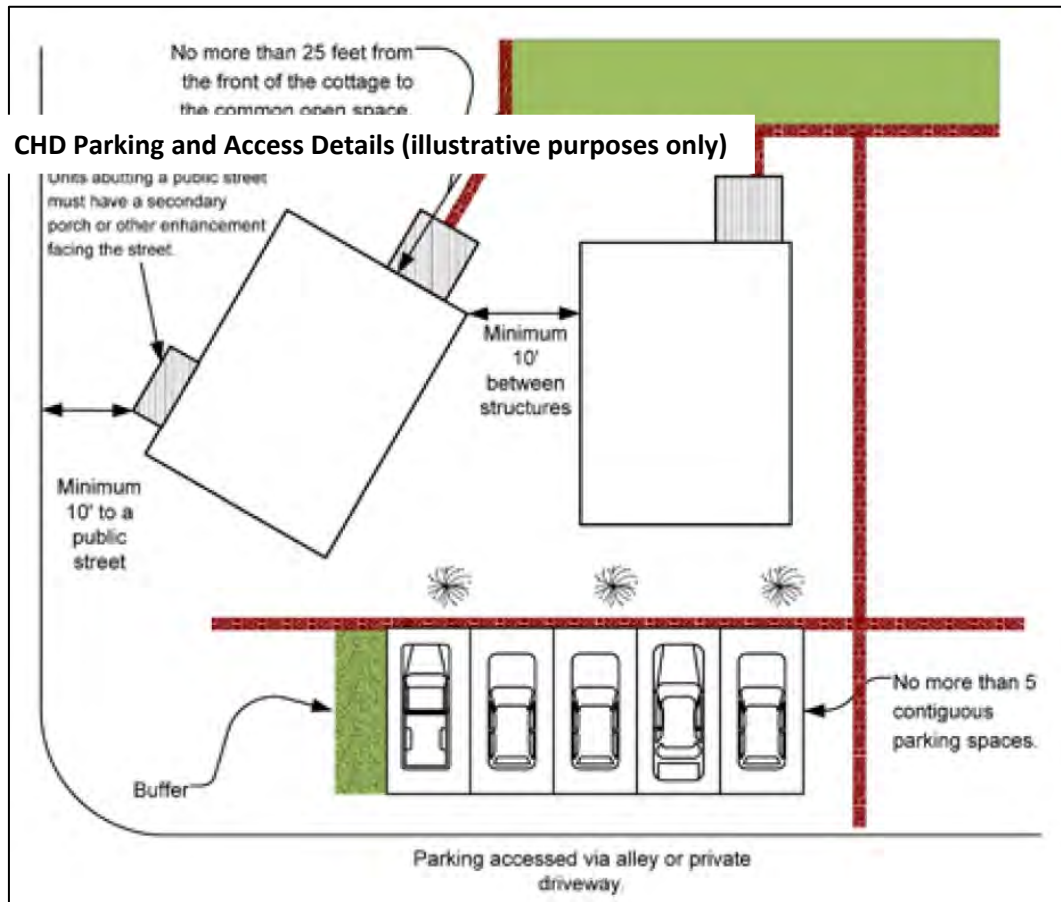 No more than 25 feet from
the front of the cottage to
the common open space.
CHD Parking and Access Details (illustrative purposes only)
Units abutting a public street
must have a secondary
porch or other enhancement
facing the street.
Minimum
10'
between
structures
Minimum
10' to a
public
street
No more than 5
contiguous
parking spaces.
Buffer
Parking accessed via alley or private
driveway